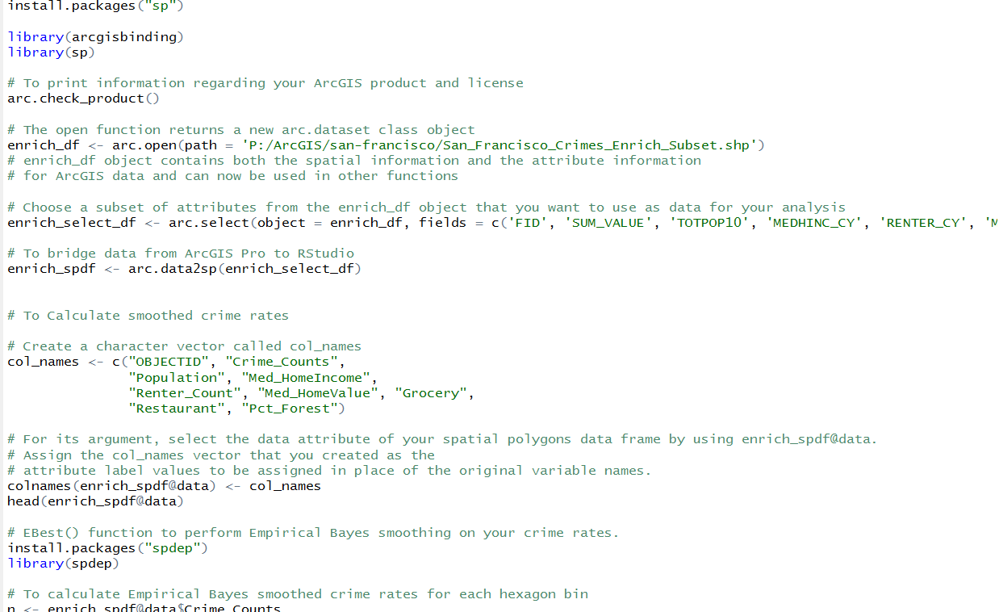 install.packages("sp")
library(arcgisbinding)
library(sp)
# To print information regarding your ArcGIS product and license
arc.check_product()
# The open function returns a new arc.dataset class object
enrich_df <- arc.open(path = 'P:/ArcGIS/san-francisco/San_Francisco_Crimes_Enrich_Subset.shp')
# enrich_df object contains both the spatial information and the attribute information
# for ArcGIS data and can now be used in other functions
# Choose a subset of attributes from the enrich_df object that you want to use as data for your analysis
enrich_select_df <- arc.select(object = enrich_df, fields = c('FID', 'SUM_VALUE', 'TOTPOP10', 'MEDHINC_CY', 'RENTER_CY', 'M
# To bridge data from ArcGIS Pro to RStudio
enrich_spdf <- arc.data2sp(enrich_select_df)
# To Calculate smoothed crime rates
# Create a character vector called col_names
col_names <- c("OBJECTID", "Crime_Counts",
"Population", "Med_HomeIncome",
"Renter_Count", "Med_HomeValue", "Grocery",
"Restaurant", "Pct_Forest")
# For its argument, select the data attribute of your spatial polygons data frame by using enrich_spdf@data.
# Assign the col_names vector that you created as the
# attribute label values to be assigned in place of the original variable names.
colnames(enrich_spdf@data) <- col_names
head(enrich_spdf@data)
# EBest() function to perform Empirical Bayes smoothing on your crime rates.
install.packages("spdep")
library(spdep)
# To calculate Empirical Bayes smoothed crime rates for each hexagon bin
n <- enrich_spdf@data$Crime_Counts